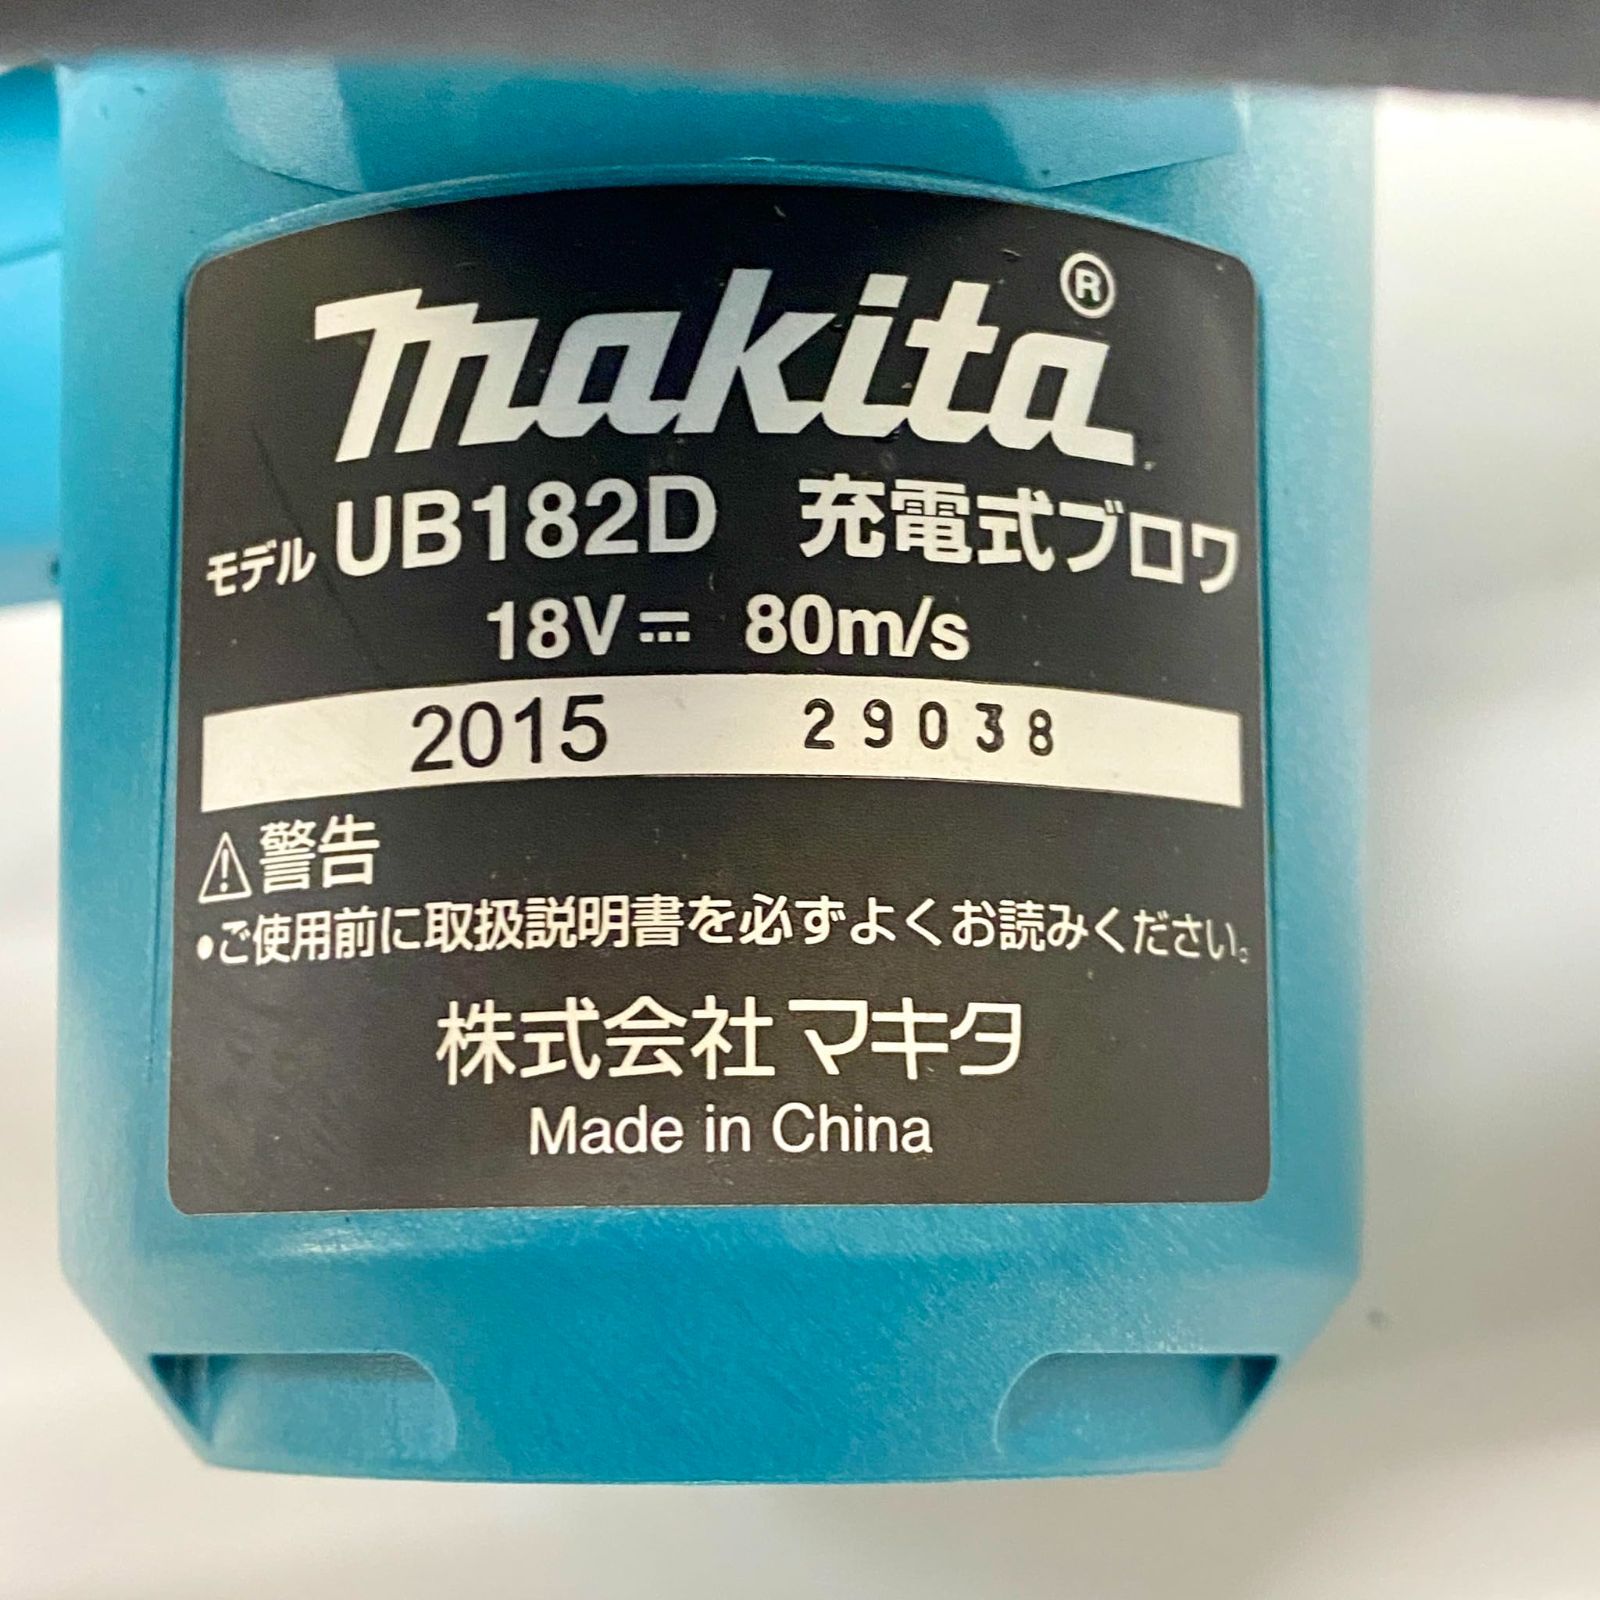 makita®
モデル UB182D 充電式ブロワ
18V⎓ 80m/s
2015 29038
⚠警告
•ご使用前に取扱説明書を必ずよくお読みください。
株式会社マキタ
Made in China